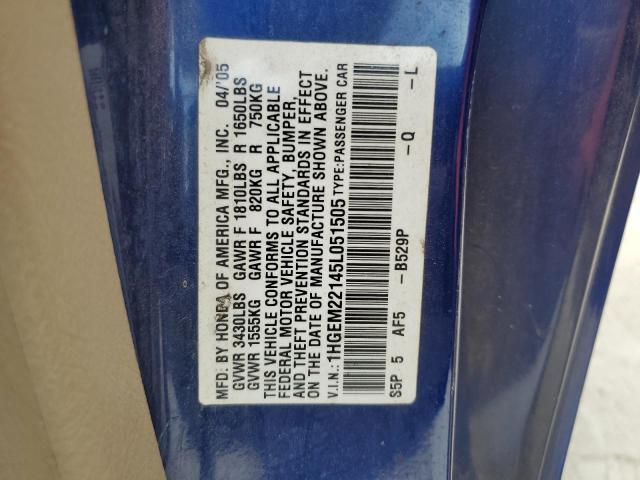 MFD. BY HONDA OF AMERICA MFG., INC. 04/'05
GVWR 3430LBS GAWR F 1810LBS R 1650LBS
GVWR 1555KG GAWR F 820KG R 750KG
THIS VEHICLE CONFORMS TO ALL APPLICABLE
FEDERAL MOTOR VEHICLE SAFETY, BUMPER,
AND THEFT PREVENTION STANDARDS IN EFFECT
ON THE DATE OF MANUFACTURE SHOWN ABOVE.
V.I.N.: 1HGEM22145L051505 TYPE: PASSENGER CAR
S5P 5 AF5 - B529P - Q - L